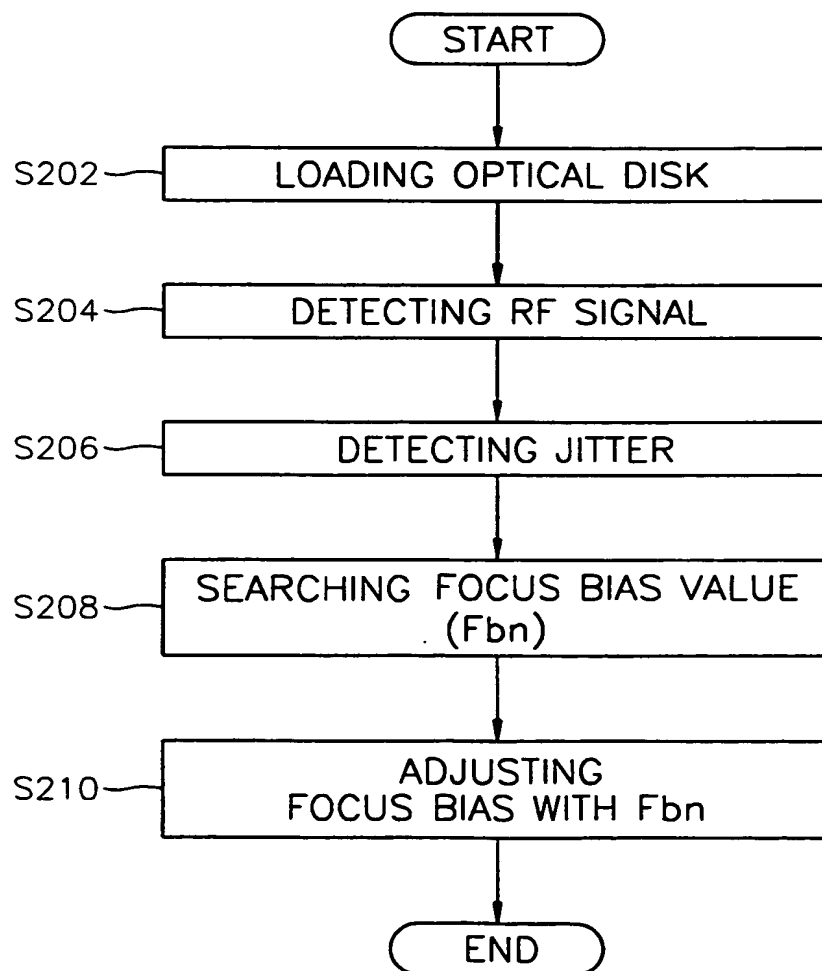 START
S202 LOADING OPTICAL DISK
S204 DETECTING RF SIGNAL
S206 DETECTING JITTER
S208 SEARCHING FOCUS BIAS VALUE
(Fbn)
S210 ADJUSTING
FOCUS BIAS WITH Fbn
END